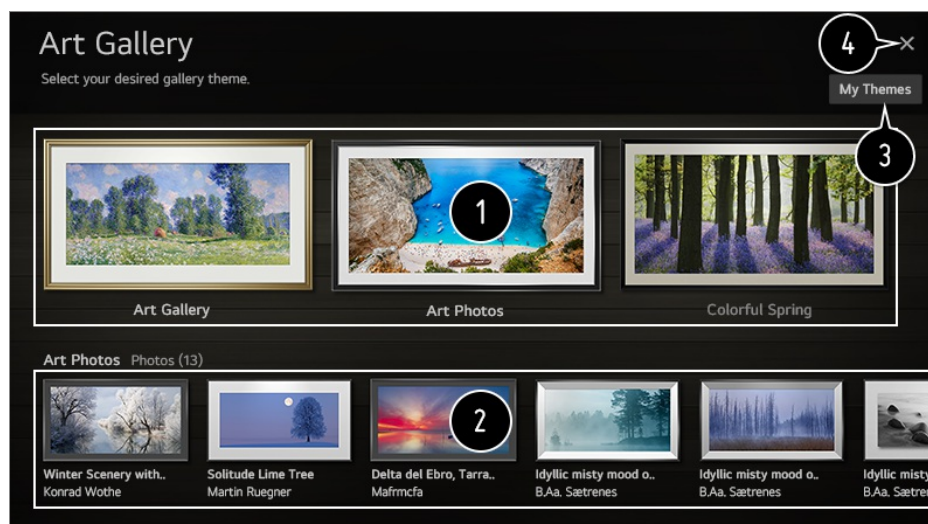 Art Gallery
4
Select your desired gallery theme.
My Themes
3
1
Art Gallery
Art Photos
Colorful Spring
Art Photos Photos (13)
2
Winter Scenery with..
Solitude Lime Tree
Delta del Ebro, Tarra..
Idyllic misty mood o..
Idyllic misty mood o..
Idyllic misty
Konrad Wothe
Martin Ruegner
Mafrmcfa
B.Aa. Sætrenes
B.Aa. Sætrenes
B.Aa. Sætre